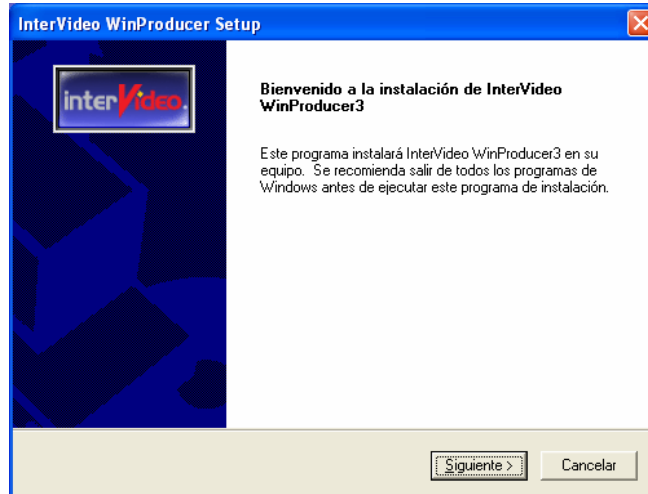 InterVideo WinProducer Setup
interVideo.
Bienvenido a la instalación de InterVideo
WinProducer3
Este programa instalará InterVideo WinProducer3 en su
equipo. Se recomienda salir de todos los programas de
Windows antes de ejecutar este programa de instalación.
Siguiente >
Cancelar